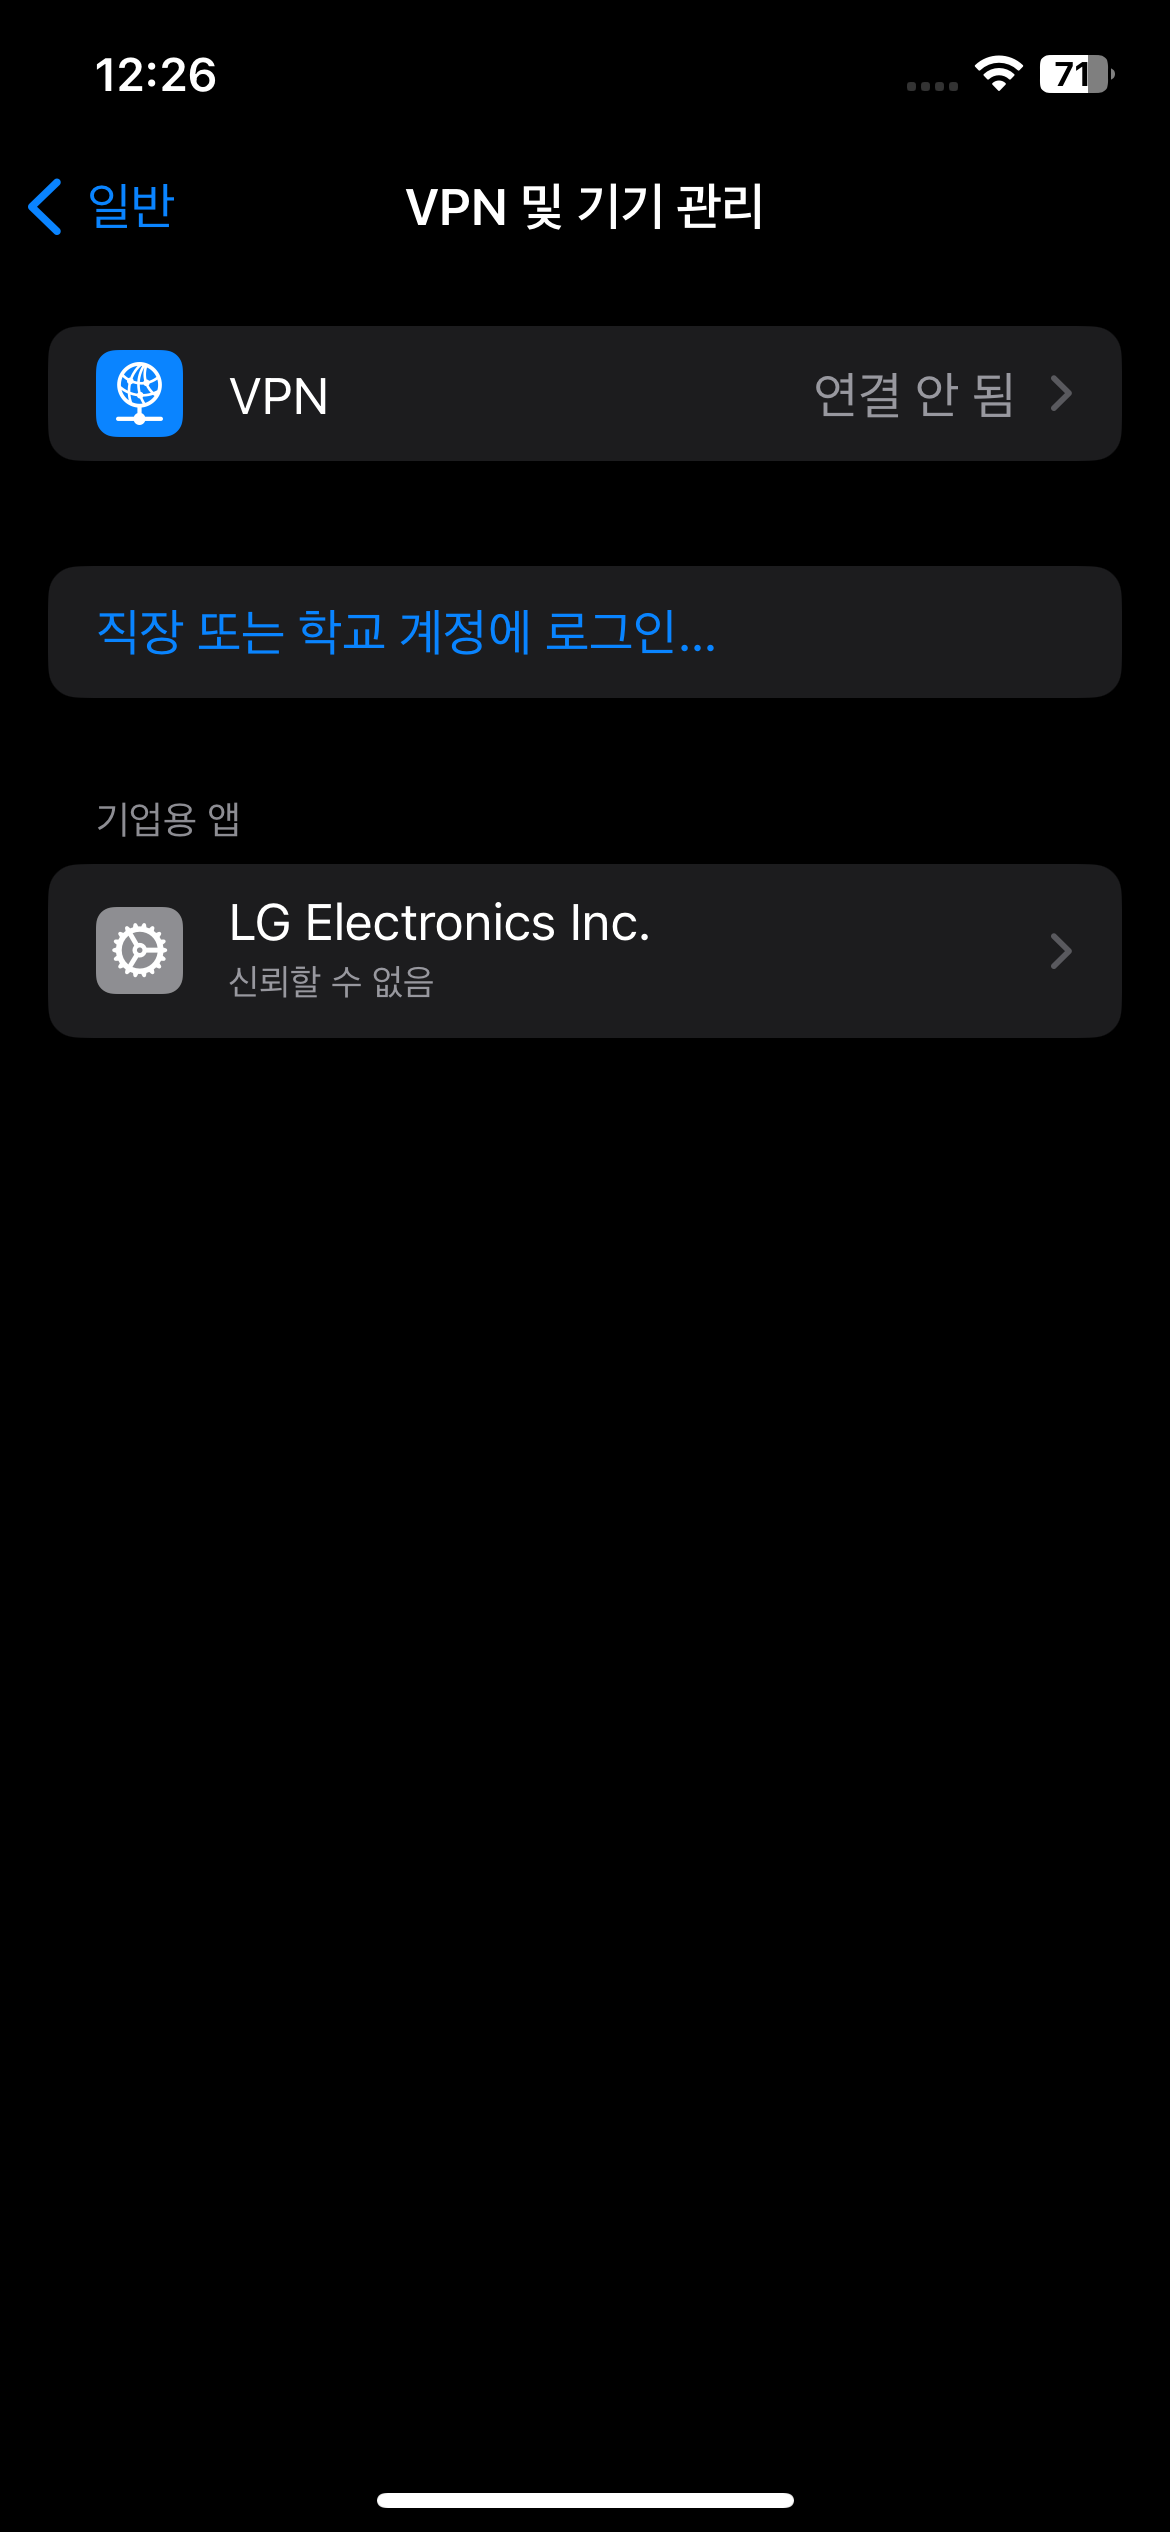 12:26
71
일반
VPN 및 기기 관리
VPN
연결 안 됨
직장 또는 학교 계정에 로그인...
기업용 앱
LG Electronics Inc.
신뢰할 수 없음